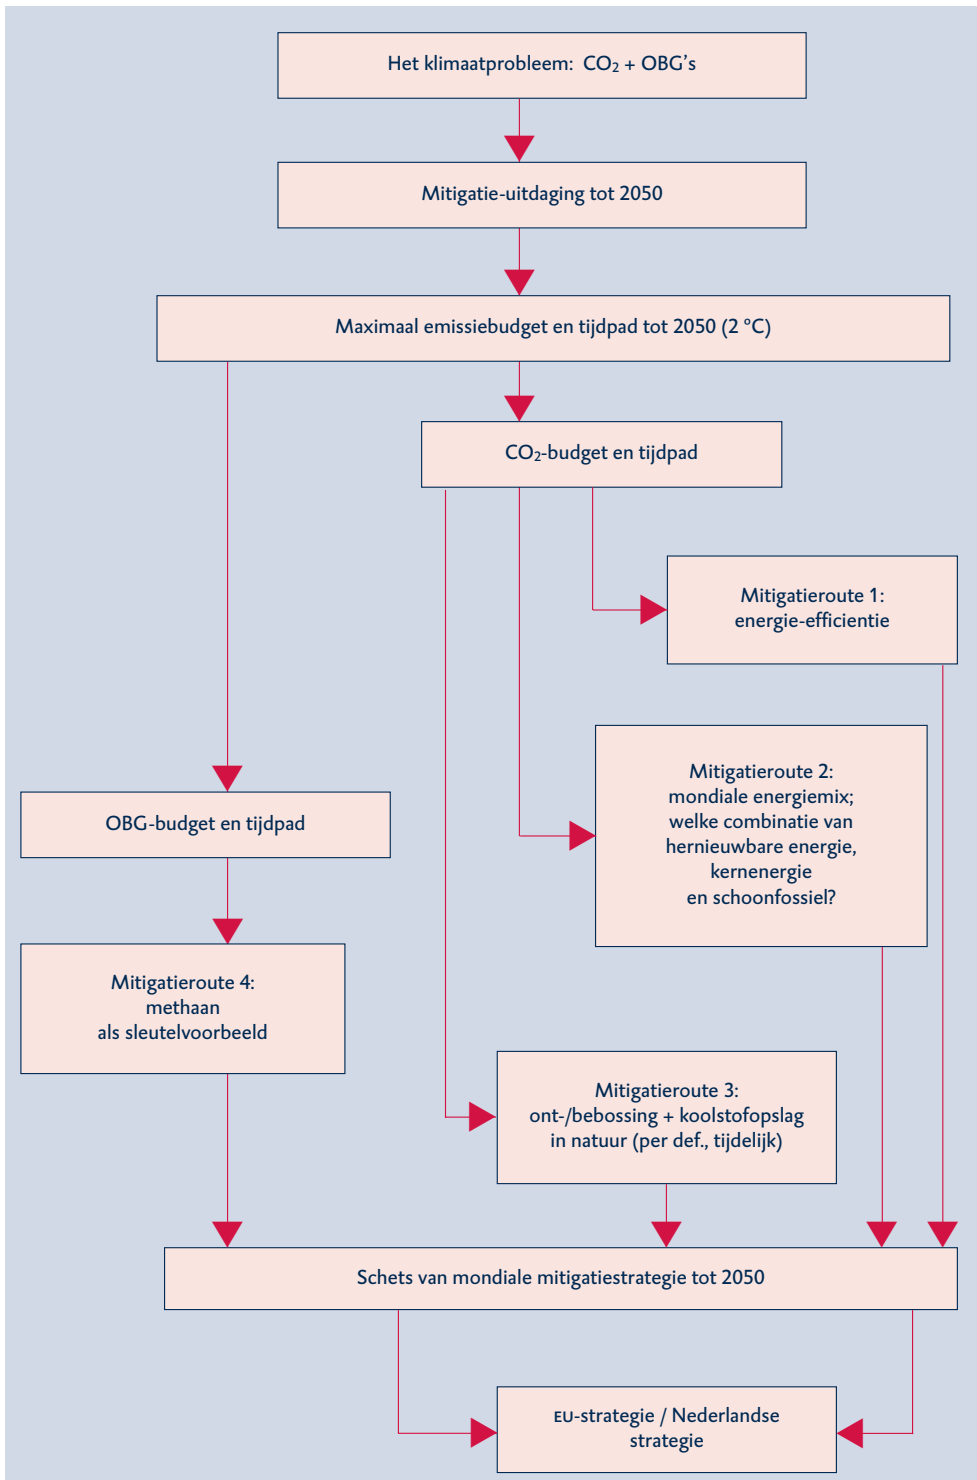 Het klimaatprobleem: CO₂ + OBG's
Mitigatie-uitdaging tot 2050
Maximaal emissiebudget en tijdpad tot 2050 (2 °C)
CO₂-budget en tijdpad
Mitigatieroute 1:
energie-efficientie
Mitigatieroute 2:
mondiale energiemix;
welke combinatie van
hernieuwbare energie,
kernenergie
en schoonfossiel?
OBG-budget en tijdpad
Mitigatieroute 4:
methaan
als sleutelvoorbeeld
Mitigatieroute 3:
ont-/bebossing + koolstofopslag
in natuur (per def., tijdelijk)
Schets van mondiale mitigatiestrategie tot 2050
EU-strategie / Nederlandse
strategie